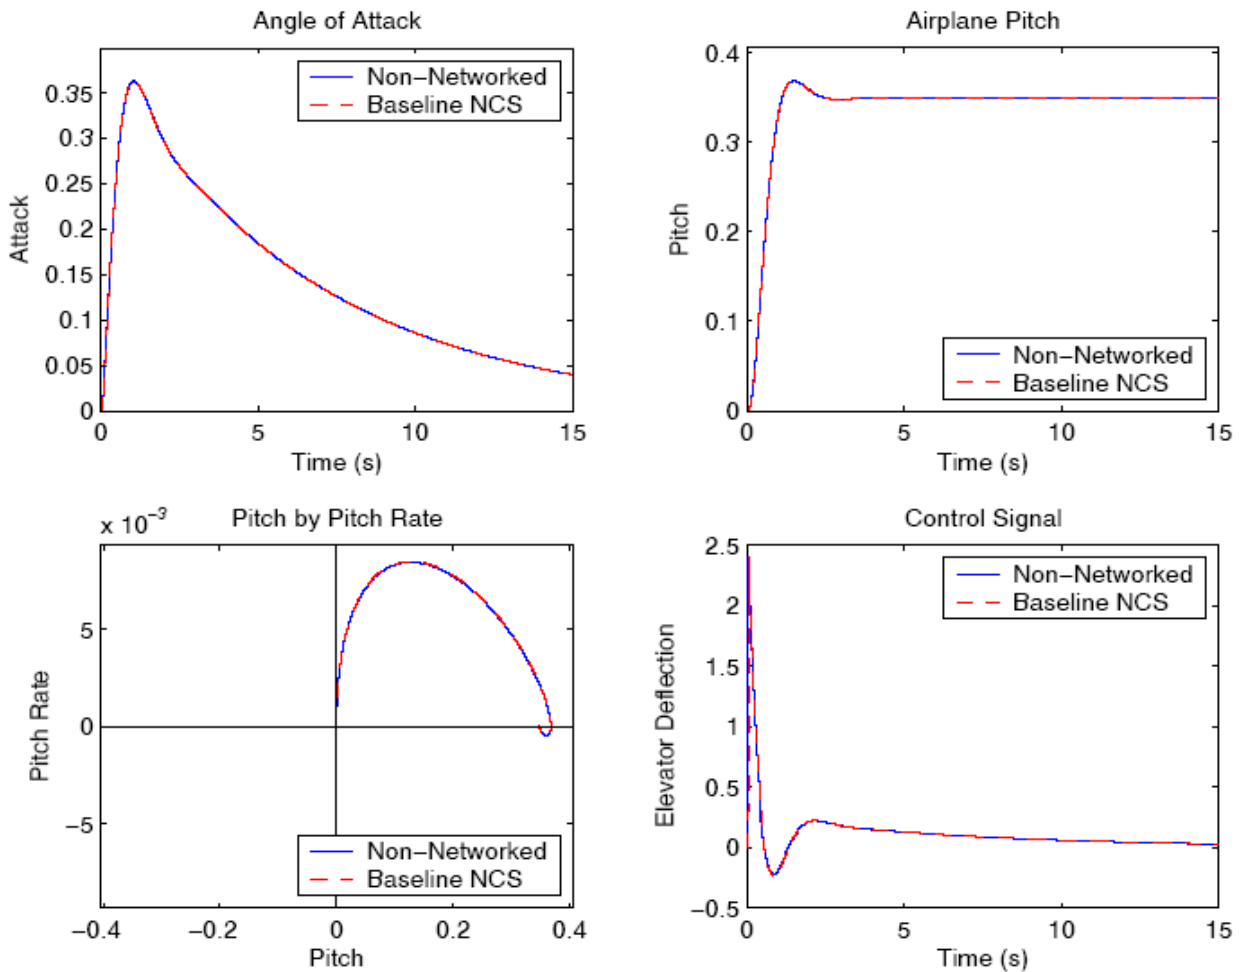 Angle of Attack
Attack
0.35
0.3
0.25
0.2
0.15
0.1
0.05
0
Non-Networked
Baseline NCS
0 5 10 15
Time (s)
Airplane Pitch
Pitch
0.4
0.3
0.2
0.1
0
Non-Networked
Baseline NCS
0 5 10 15
Time (s)
x 10⁻³
Pitch by Pitch Rate
Pitch Rate
5
0
−5
Non-Networked
Baseline NCS
−0.4 −0.2 0 0.2 0.4
Pitch
Control Signal
Elevator Deflection
2.5
2
1.5
1
0.5
0
−0.5
Non-Networked
Baseline NCS
0 5 10 15
Time (s)